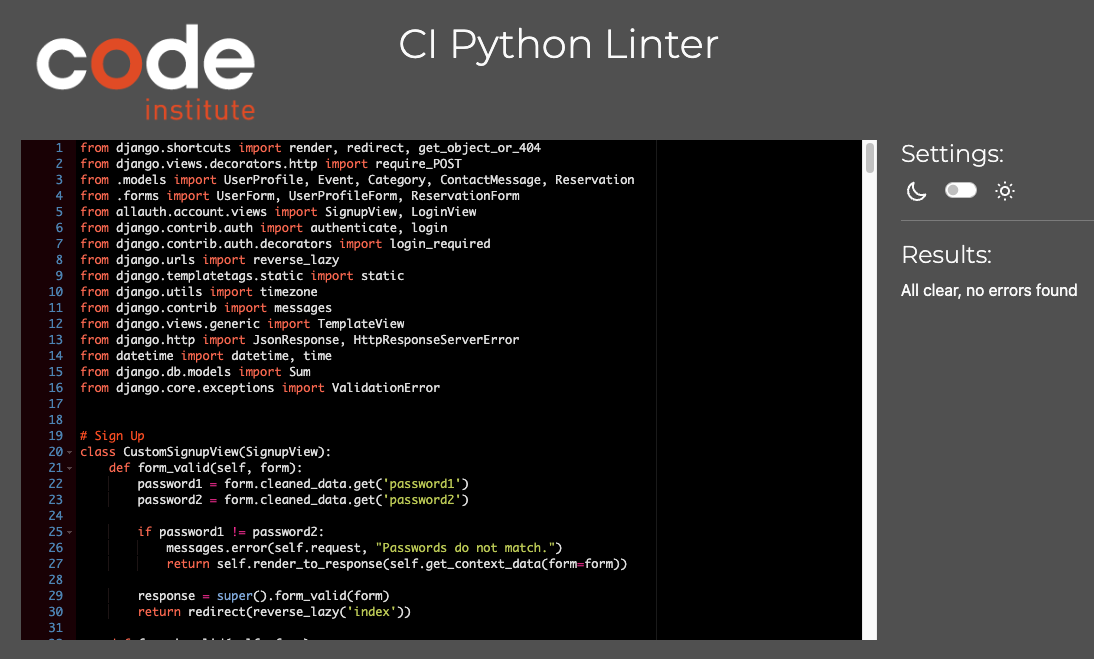 code
institute
CI Python Linter
1 from django.shortcuts import render, redirect, get_object_or_404
2 from django.views.decorators.http import require_POST
3 from .models import UserProfile, Event, Category, ContactMessage, Reservation
4 from .forms import UserForm, UserProfileForm, ReservationForm
5 from allauth.account.views import SignupView, LoginView
6 from django.contrib.auth import authenticate, login
7 from django.contrib.auth.decorators import login_required
8 from django.urls import reverse_lazy
9 from django.templatetags.static import static
10 from django.utils import timezone
11 from django.contrib import messages
12 from django.views.generic import TemplateView
13 from django.http import JsonResponse, HttpResponseServerError
14 from datetime import datetime, time
15 from django.db.models import Sum
16 from django.core.exceptions import ValidationError
17
18
19 # Sign Up
20 class CustomSignupView(SignupView):
21     def form_valid(self, form):
22         password1 = form.cleaned_data.get('password1')
23         password2 = form.cleaned_data.get('password2')
24
25         if password1 != password2:
26             messages.error(self.request, "Passwords do not match.")
27             return self.render_to_response(self.get_context_data(form=form))
28
29         response = super().form_valid(form)
30         return redirect(reverse_lazy('index'))
31
Settings:
Results:
All clear, no errors found